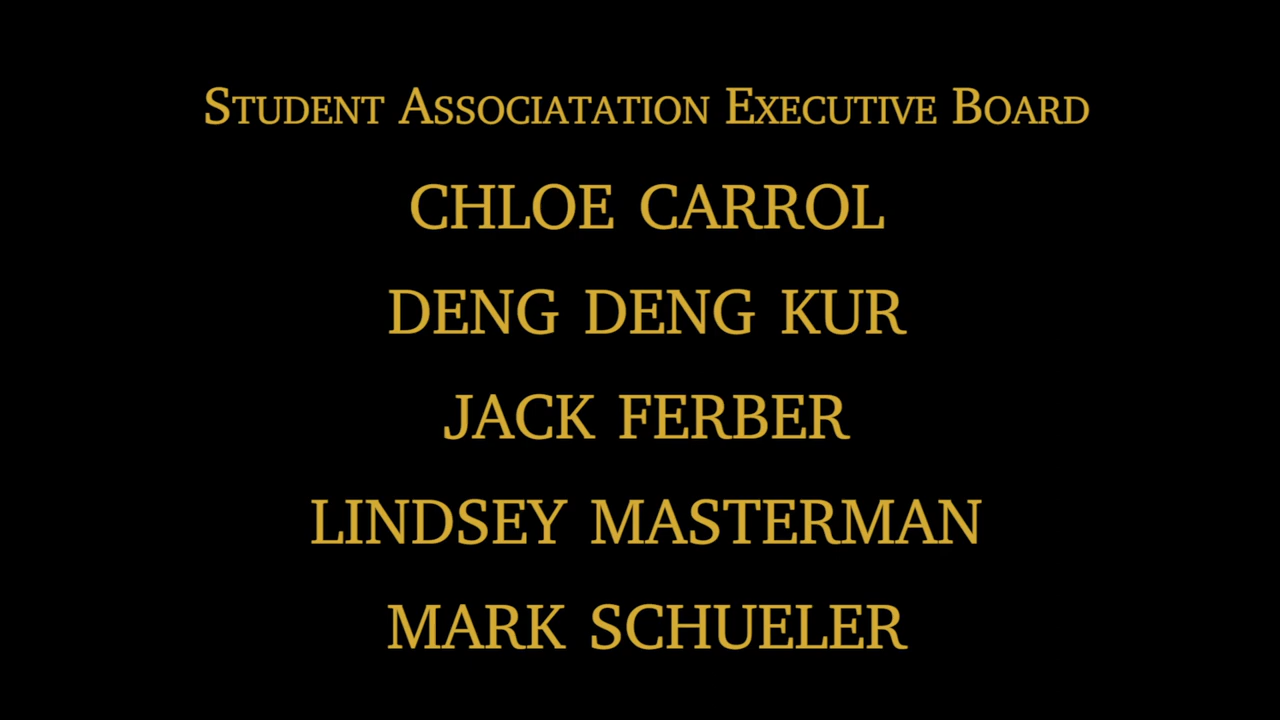 Student Associatation Executive Board
CHLOE CARROL
DENG DENG KUR
JACK FERBER
LINDSEY MASTERMAN
MARK SCHUELER